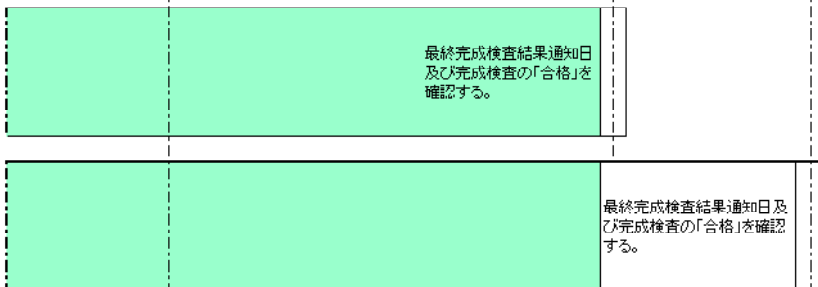 最終完成検査結果通知日
及び完成検査の「合格」を
確認する。
最終完成検査結果通知日及
び完成検査の「合格」を確認
する。